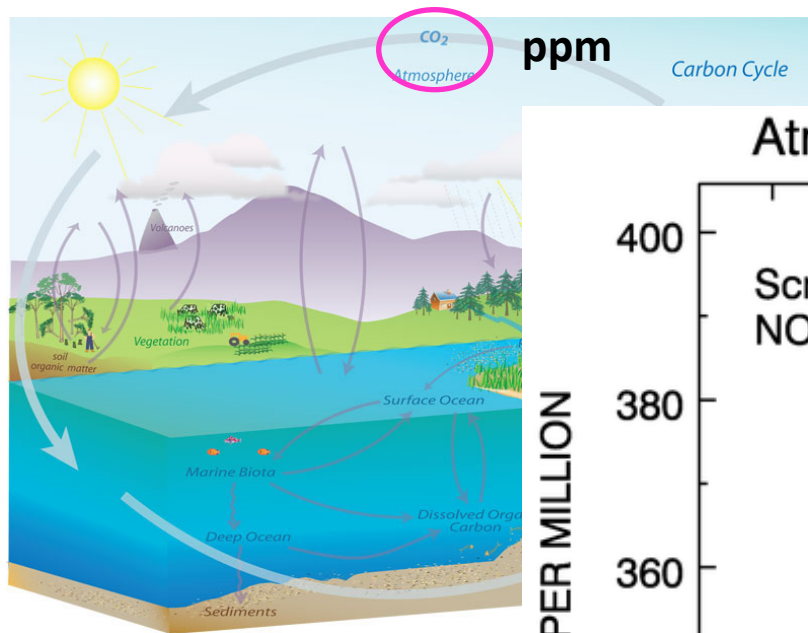 CO₂
ppm
Atmosphere
Carbon Cycle
Atm
400
Scr
NO
Volcanoes
Vegetation
soil
organic matter
Surface Ocean
380
Marine Biota
Dissolved Orga
Carbon
Deep Ocean
360
PER MILLION
Sediments